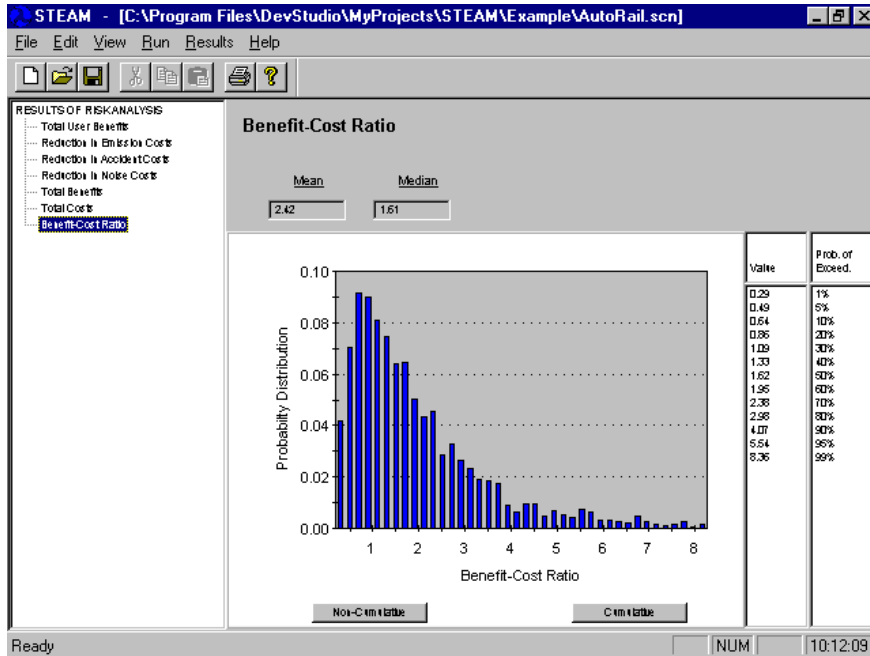 STEAM - [C:\Program Files\DevStudio\MyProjects\STEAM\Example\AutoRail.scn]
File Edit View Run Results Help
RESULTS OF RISK ANALYSIS
Total User Benefits
Reduction in Emission Costs
Reduction in Accident Costs
Reduction in Noise Costs
Total Benefits
Total Costs
Benefit-Cost Ratio
Benefit-Cost Ratio
Mean Median
2.42 1.61
Value Prob. of Exceed.
0.29 1%
0.49 5%
0.64 10%
0.86 20%
1.09 30%
1.33 40%
1.62 50%
1.95 60%
2.38 70%
2.98 80%
4.07 90%
5.54 95%
8.36 99%
0.10
0.08
0.06
0.04
0.02
0.00
Probabilty Distribution
1 2 3 4 5 6 7 8
Benefit-Cost Ratio
Non-Cumulative Cumulative
Ready NUM 10:12:09